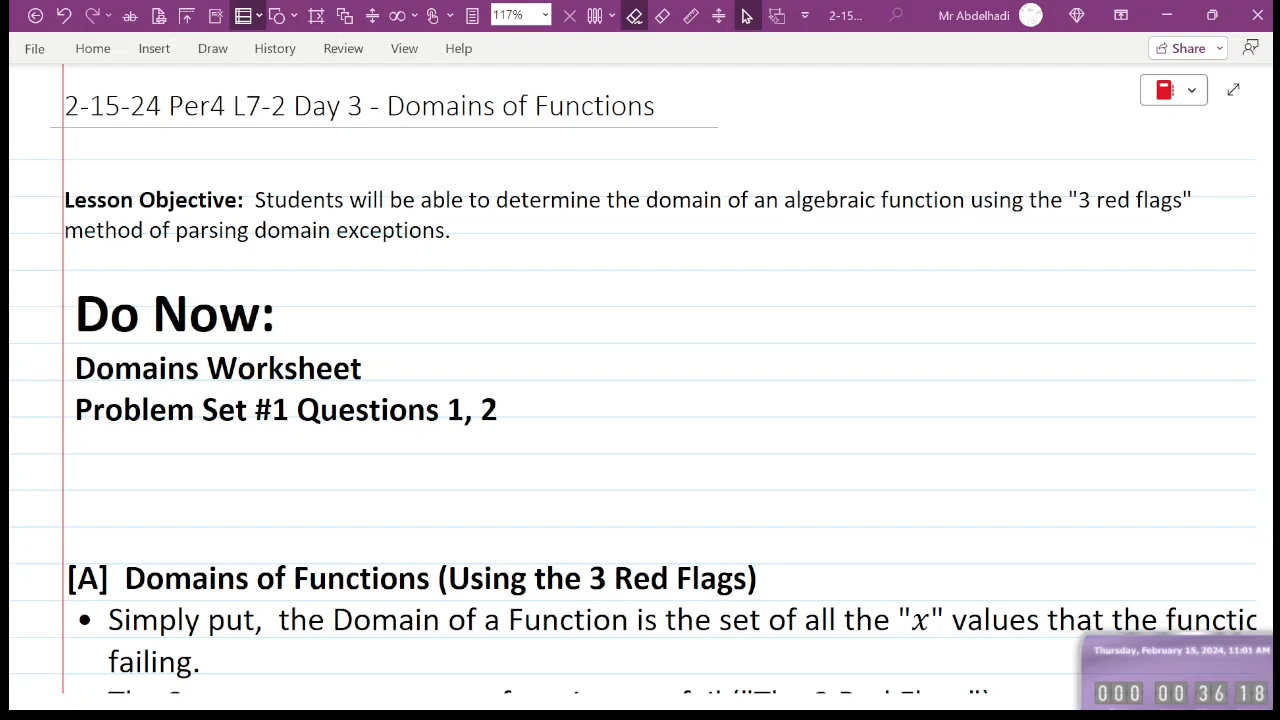 117%
2-15...
Mr Abdelhadi
File Home Insert Draw History Review View Help
Share
2-15-24 Per4 L7-2 Day 3 - Domains of Functions
Lesson Objective: Students will be able to determine the domain of an algebraic function using the "3 red flags"
method of parsing domain exceptions.
Do Now:
Domains Worksheet
Problem Set #1 Questions 1, 2
[A] Domains of Functions (Using the 3 Red Flags)
• Simply put, the Domain of a Function is the set of all the "x" values that the
failing.
Thursday, February 15, 2024, 11:01 AM
000 00 36 18